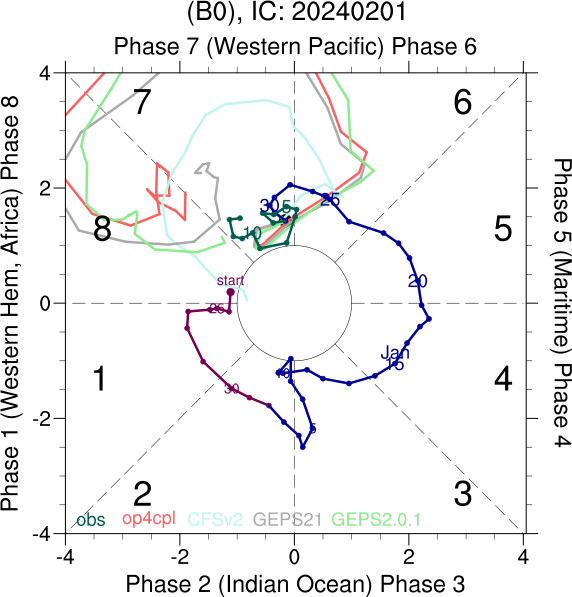 (B0), IC: 20240201
Phase 7 (Western Pacific) Phase 6
Phase 1 (Western Hem, Africa) Phase 8
Phase 5 (Maritime) Phase 4
4
2
0
-2
-4
7
6
8
5
1
4
2
3
30
25
5
10
20
start
25
Jan
15
10
30
5
obs op4cpl CFSv2 GEPS21 GEPS2.0.1
-4 -2 0 2 4
Phase 2 (Indian Ocean) Phase 3